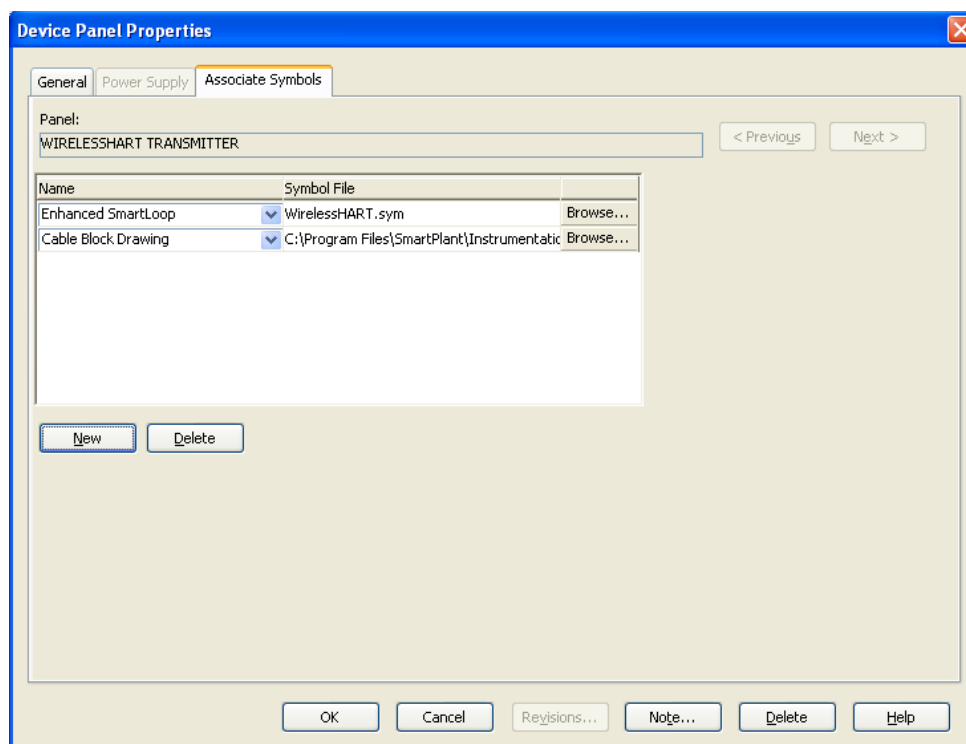 Device Panel Properties
General Power Supply Associate Symbols
Panel:
WIRELESSHART TRANSMITTER
< Previous Next >
Name Symbol File
Enhanced SmartLoop WirelessHART.sym Browse...
Cable Block Drawing C:\Program Files\SmartPlant\Instrumentatic Browse...
New Delete
OK Cancel Revisions... Note... Delete Help